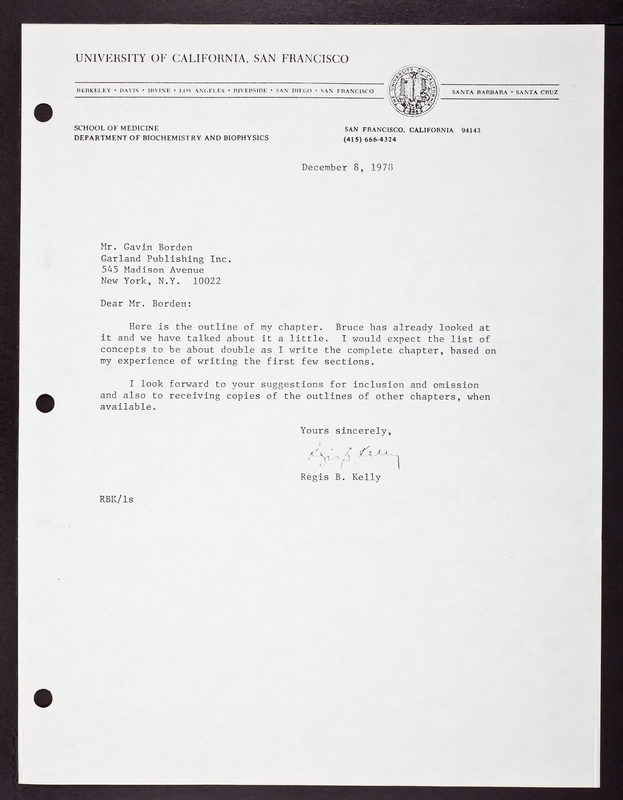 UNIVERSITY OF CALIFORNIA, SAN FRANCISCO
BERKELEY • DAVIS • IRVINE • LOS ANGELES • RIVERSIDE • SAN DIEGO • SAN FRANCISCO
SANTA BARBARA • SANTA CRUZ
SCHOOL OF MEDICINE
DEPARTMENT OF BIOCHEMISTRY AND BIOPHYSICS
SAN FRANCISCO, CALIFORNIA 94143
(415) 666-4324
December 8, 1978
Mr. Gavin Borden
Garland Publishing Inc.
545 Madison Avenue
New York, N.Y. 10022
Dear Mr. Borden:
Here is the outline of my chapter. Bruce has already looked at
it and we have talked about it a little. I would expect the list of
concepts to be about double as I write the complete chapter, based on
my experience of writing the first few sections.
I look forward to your suggestions for inclusion and omission
and also to receiving copies of the outlines of other chapters, when
available.
Yours sincerely,
Regis B Kelly
Regis B. Kelly
RBK/ls